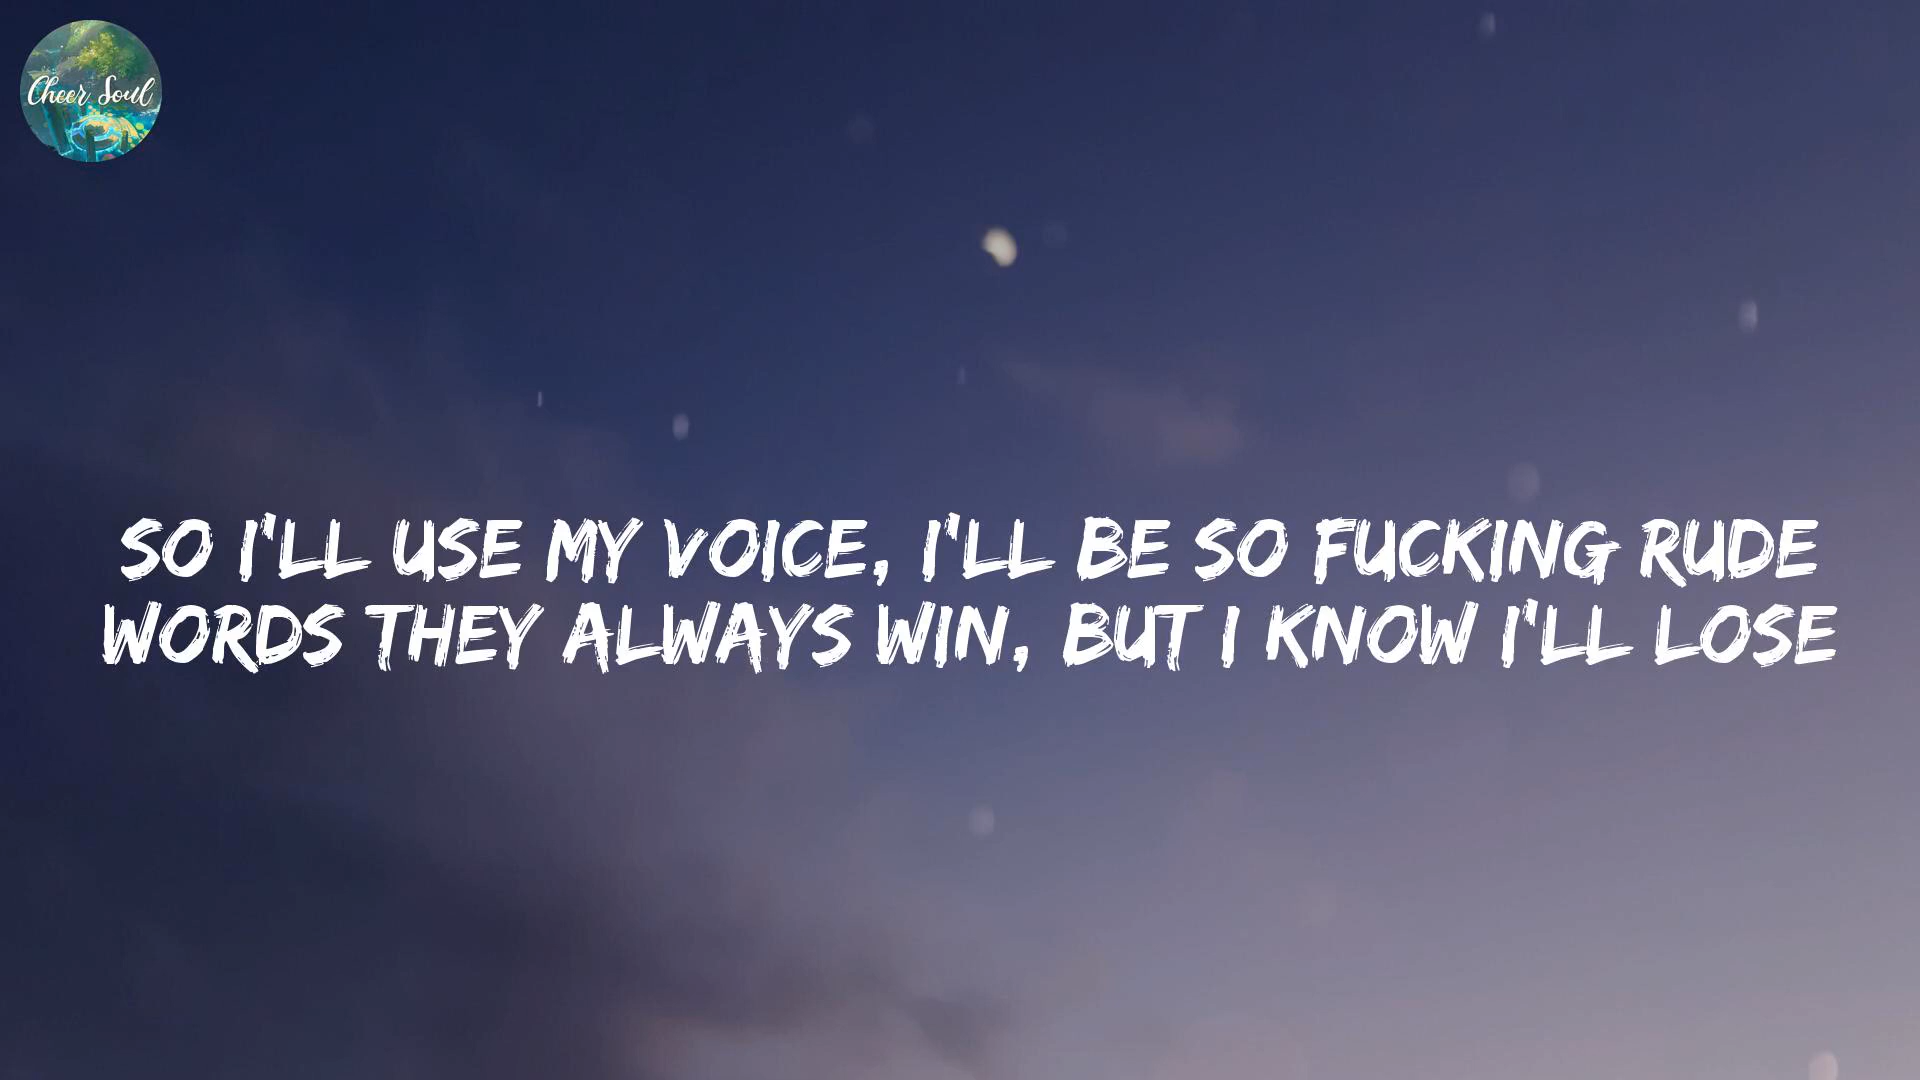 Cheer Soul
SO I'LL USE MY VOICE, I'LL BE SO FUCKING RUDE
WORDS THEY ALWAYS WIN, BUT I KNOW I'LL LOSE